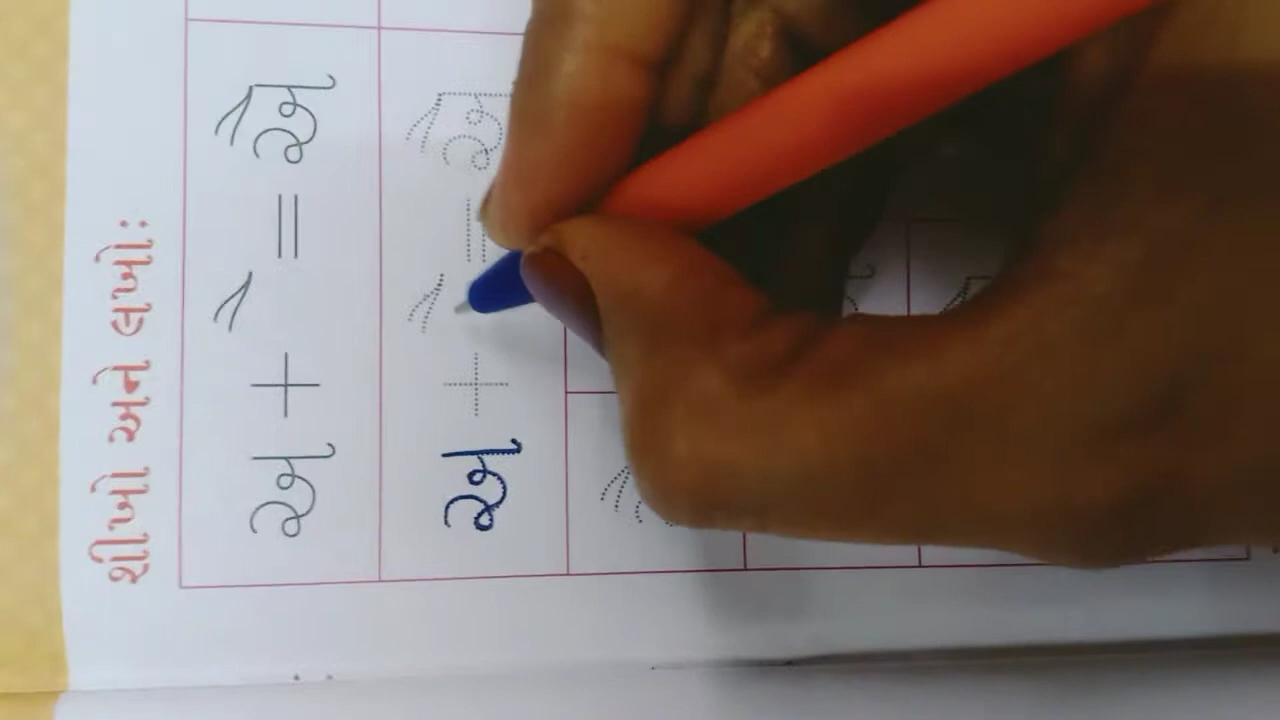 શીખો અને લખો:
અ + ૈ = ઐ
અ + ૈ = ઐ